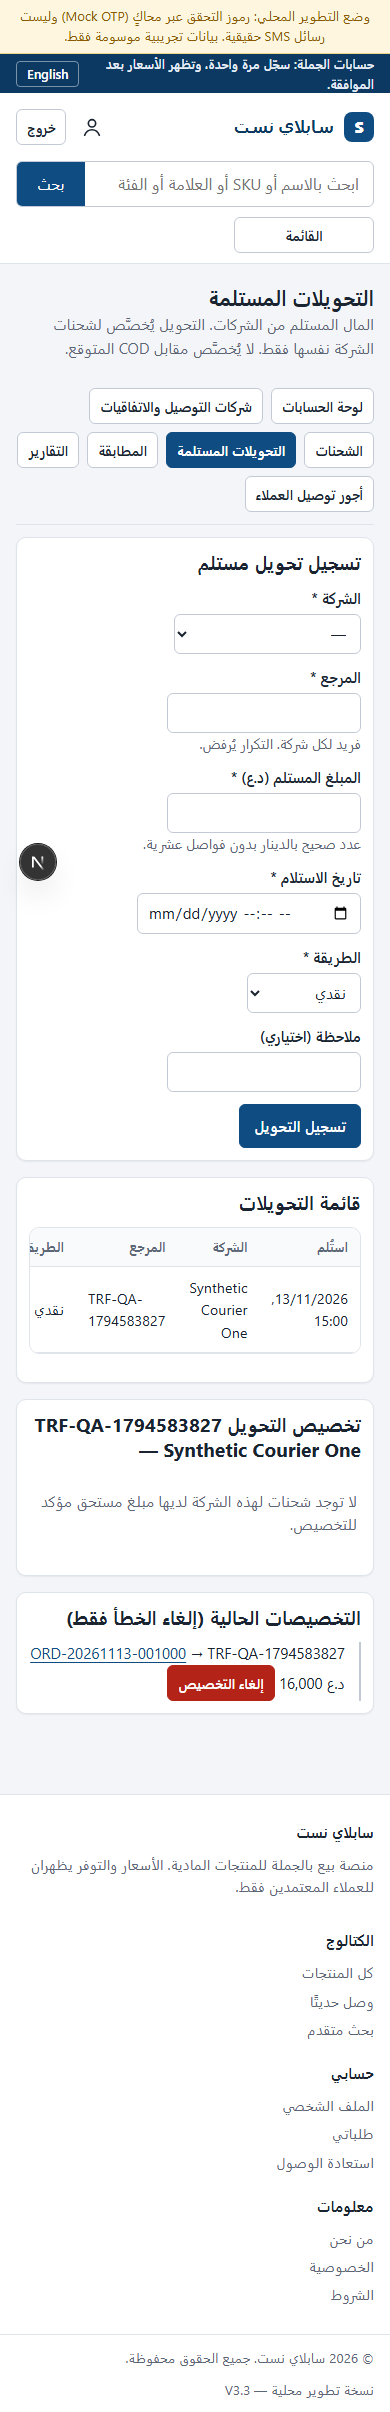 وضع التطوير المحلي: رموز التحقق عبر محاكٍ (Mock OTP) وليست
رسائل SMS حقيقية. بيانات تجريبية موسومة فقط.
حسابات الجملة: سجّل مرة واحدة، وتظهر الأسعار بعد
الموافقة.
English
S
سابلاي نست
خروج
ابحث بالاسم أو SKU أو العلامة أو الفئة
بحث
القائمة
التحويلات المستلمة
المال المستلم من الشركات. التحويل يُخصَّص لشحنات
الشركة نفسها فقط. لا يُخصَّص مقابل COD المتوقع.
لوحة الحسابات
شركات التوصيل والاتفاقيات
الشحنات
التحويلات المستلمة
المطابقة
التقارير
أجور توصيل العملاء
تسجيل تحويل مستلم
الشركة *
—
المرجع *
فريد لكل شركة. التكرار يُرفض.
المبلغ المستلم (د.ع) *
عدد صحيح بالدينار بدون فواصل عشرية.
تاريخ الاستلام *
mm/dd/yyyy --:-- --
N
الطريقة *
نقدي
ملاحظة (اختياري)
تسجيل التحويل
قائمة التحويلات
استُلم
الشركة
المرجع
13/11/2026,
15:00
Synthetic
Courier
One
TRF-QA-
1794583827
نقدي
تخصيص التحويل TRF-QA-1794583827
— Synthetic Courier One
لا توجد شحنات لهذه الشركة لديها مبلغ مستحق مؤكد
للتخصيص.
التخصيصات الحالية (إلغاء الخطأ فقط)
ORD-20261113-001000 → TRF-QA-1794583827
16,000 د.ع إلغاء التخصيص
سابلاي نست
منصة بيع بالجملة للمنتجات المادية. الأسعار والتوفر يظهران
للعملاء المعتمدين فقط.
الكتالوج
كل المنتجات
وصل حديثًا
بحث متقدم
حسابي
الملف الشخصي
طلباتي
استعادة الوصول
معلومات
من نحن
الخصوصية
الشروط
© 2026 سابلاي نست. جميع الحقوق محفوظة.
نسخة تطوير محلية — V3.3